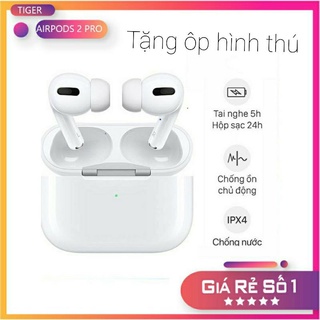 TIGER
AIRPODS 2 PRO
Tặng ôp hình thú
Tai nghe 5h
Hộp sạc 24h
Chống ồn
chủ động
IPX4
Chống nước
GIÁ RẺ SỐ 1